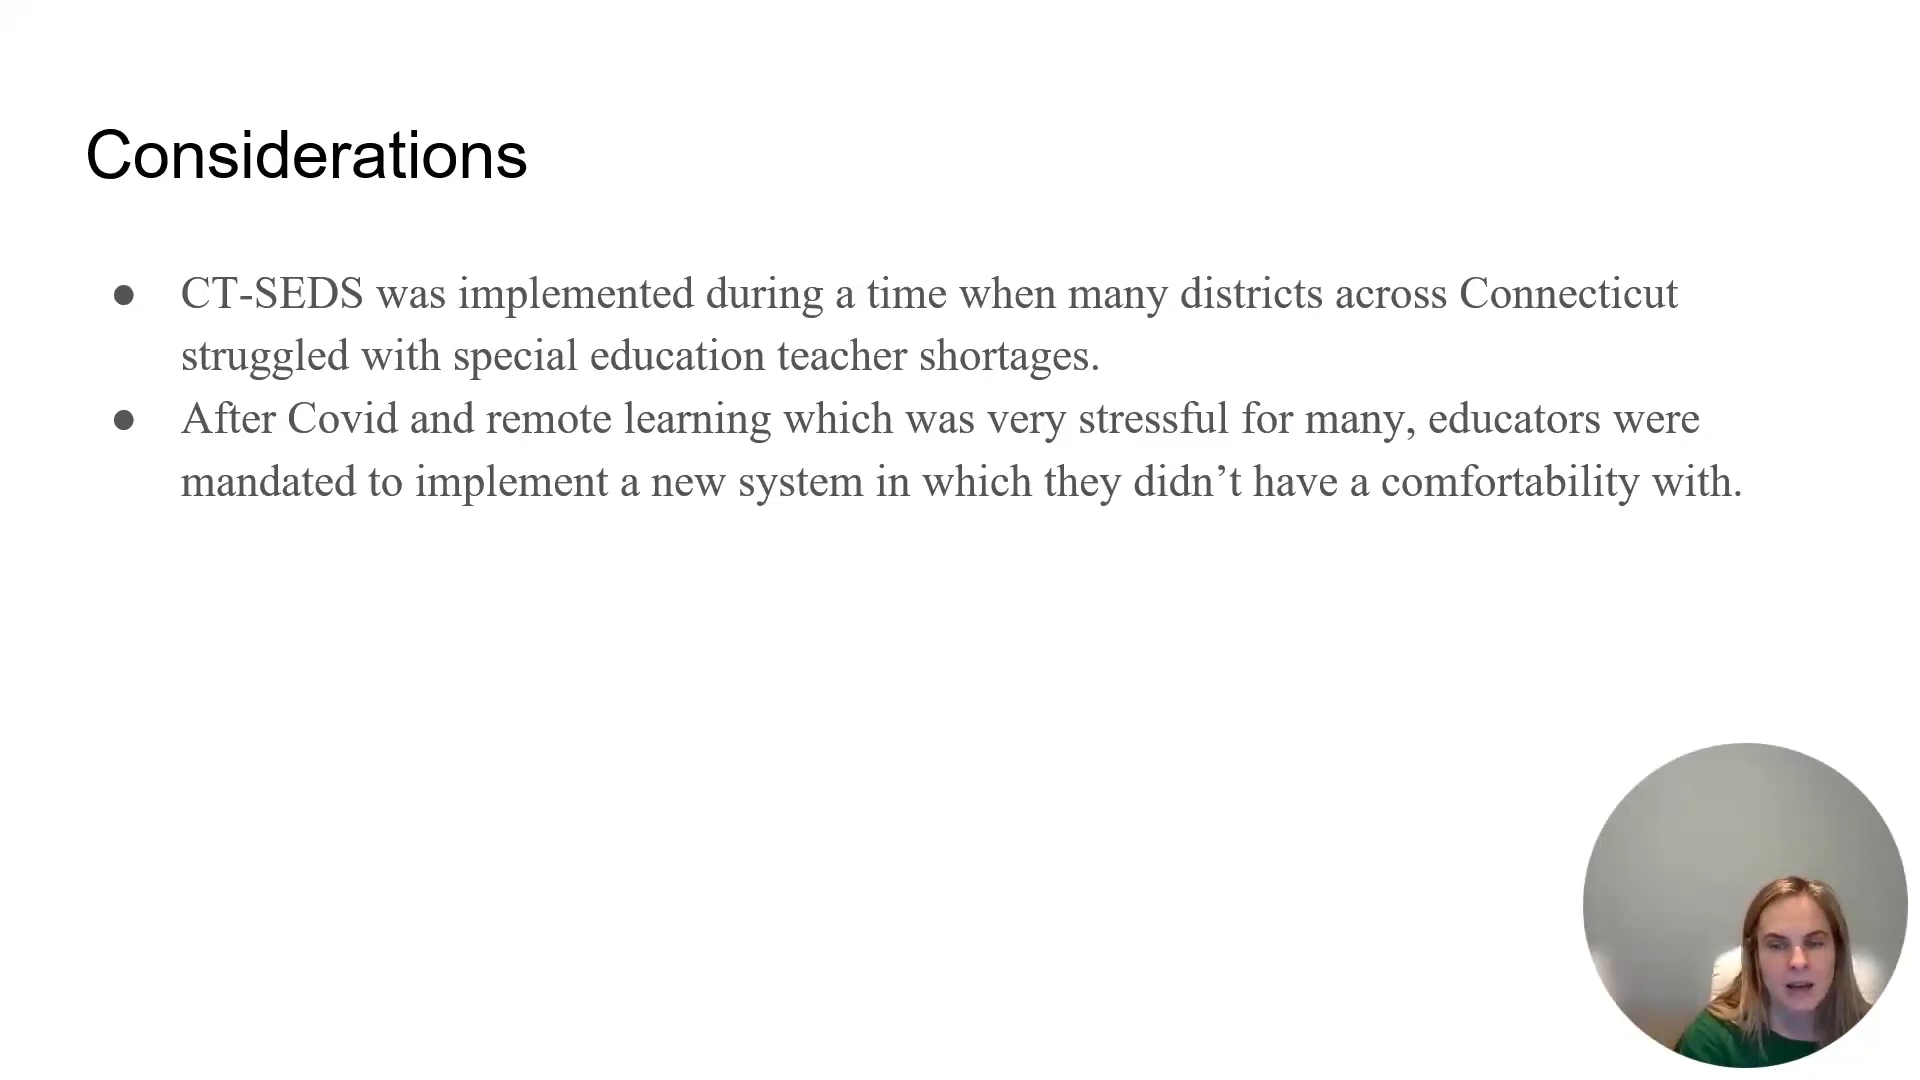 Considerations
● CT-SEDS was implemented during a time when many districts across Connecticut
struggled with special education teacher shortages.
● After Covid and remote learning which was very stressful for many, educators were
mandated to implement a new system in which they didn’t have a comfortability with.